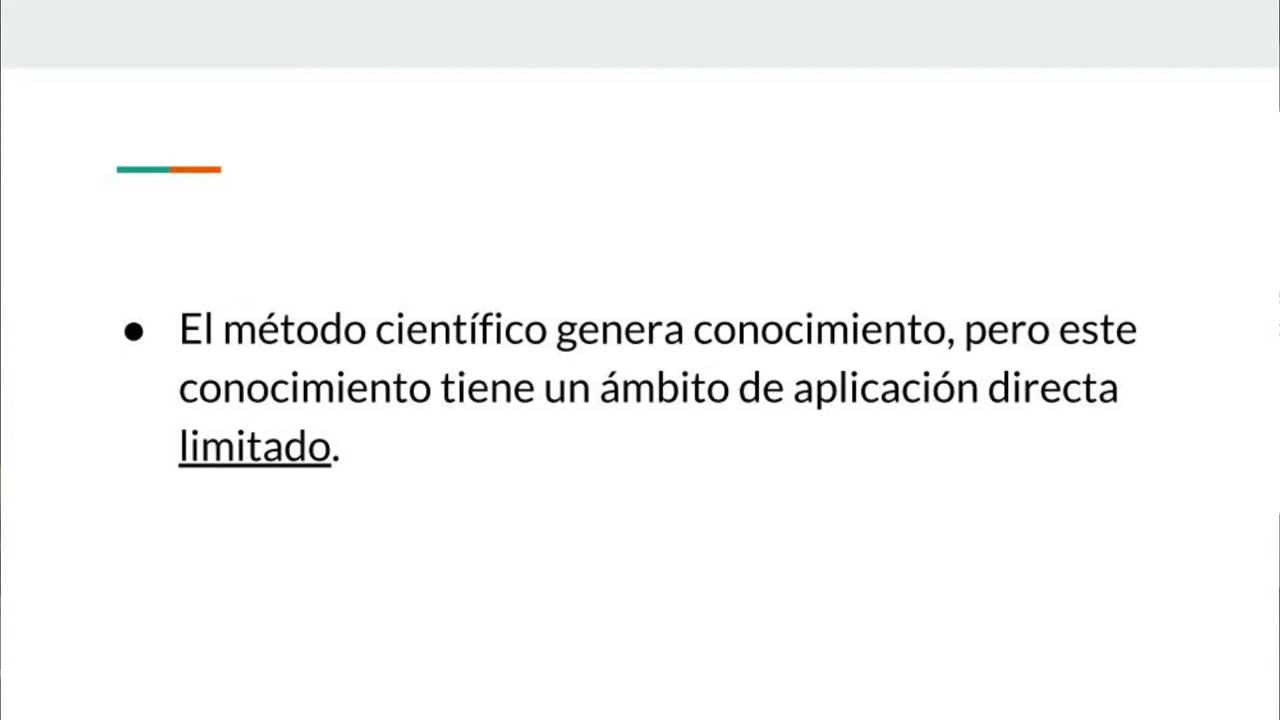 ● El método científico genera conocimiento, pero este
conocimiento tiene un ámbito de aplicación directa
limitado.